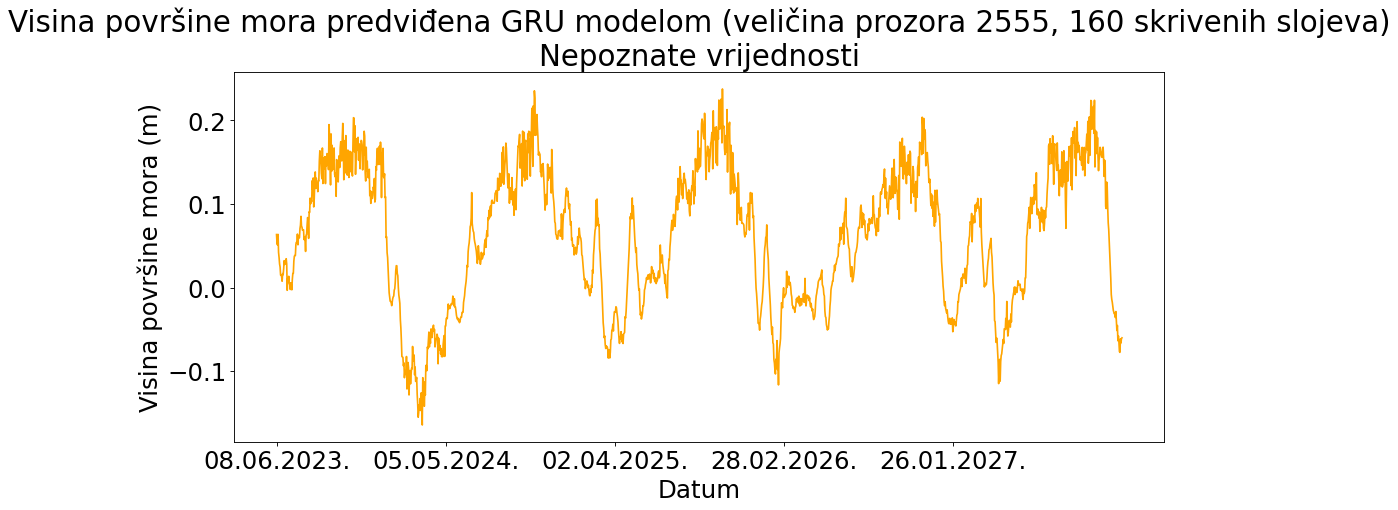 Visina površine mora predviđena GRU modelom (veličina prozora 2555, 160 skrivenih slojeva)
Nepoznate vrijednosti
Visina površine mora (m)
0.2
0.1
0.0
−0.1
08.06.2023. 05.05.2024. 02.04.2025. 28.02.2026. 26.01.2027.
Datum